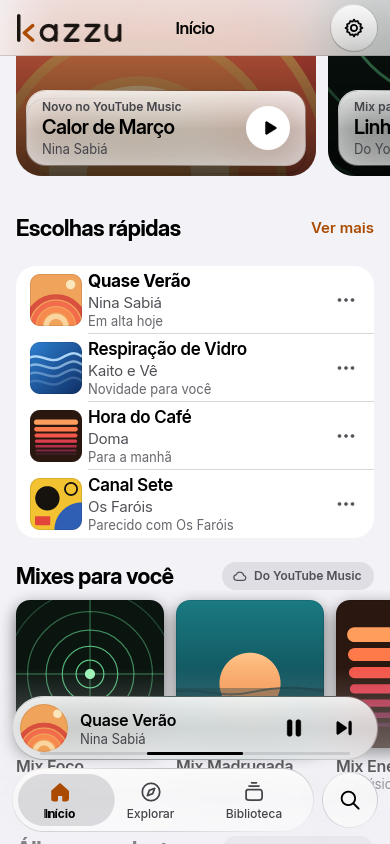 kazzu
Início
Novo no YouTube Music
Calor de Março
Nina Sabiá
Mix pa
Linh
Do Yo
Escolhas rápidas
Ver mais
Quase Verão
Nina Sabiá
Em alta hoje
Respiração de Vidro
Kaito e Vê
Novidade para você
Hora do Café
Doma
Para a manhã
Canal Sete
Os Faróis
Parecido com Os Faróis
Mixes para você
Do YouTube Music
Quase Verão
Nina Sabiá
Mix Foco
Mix Madrugada
Mix Ene
Início
Explorar
Biblioteca